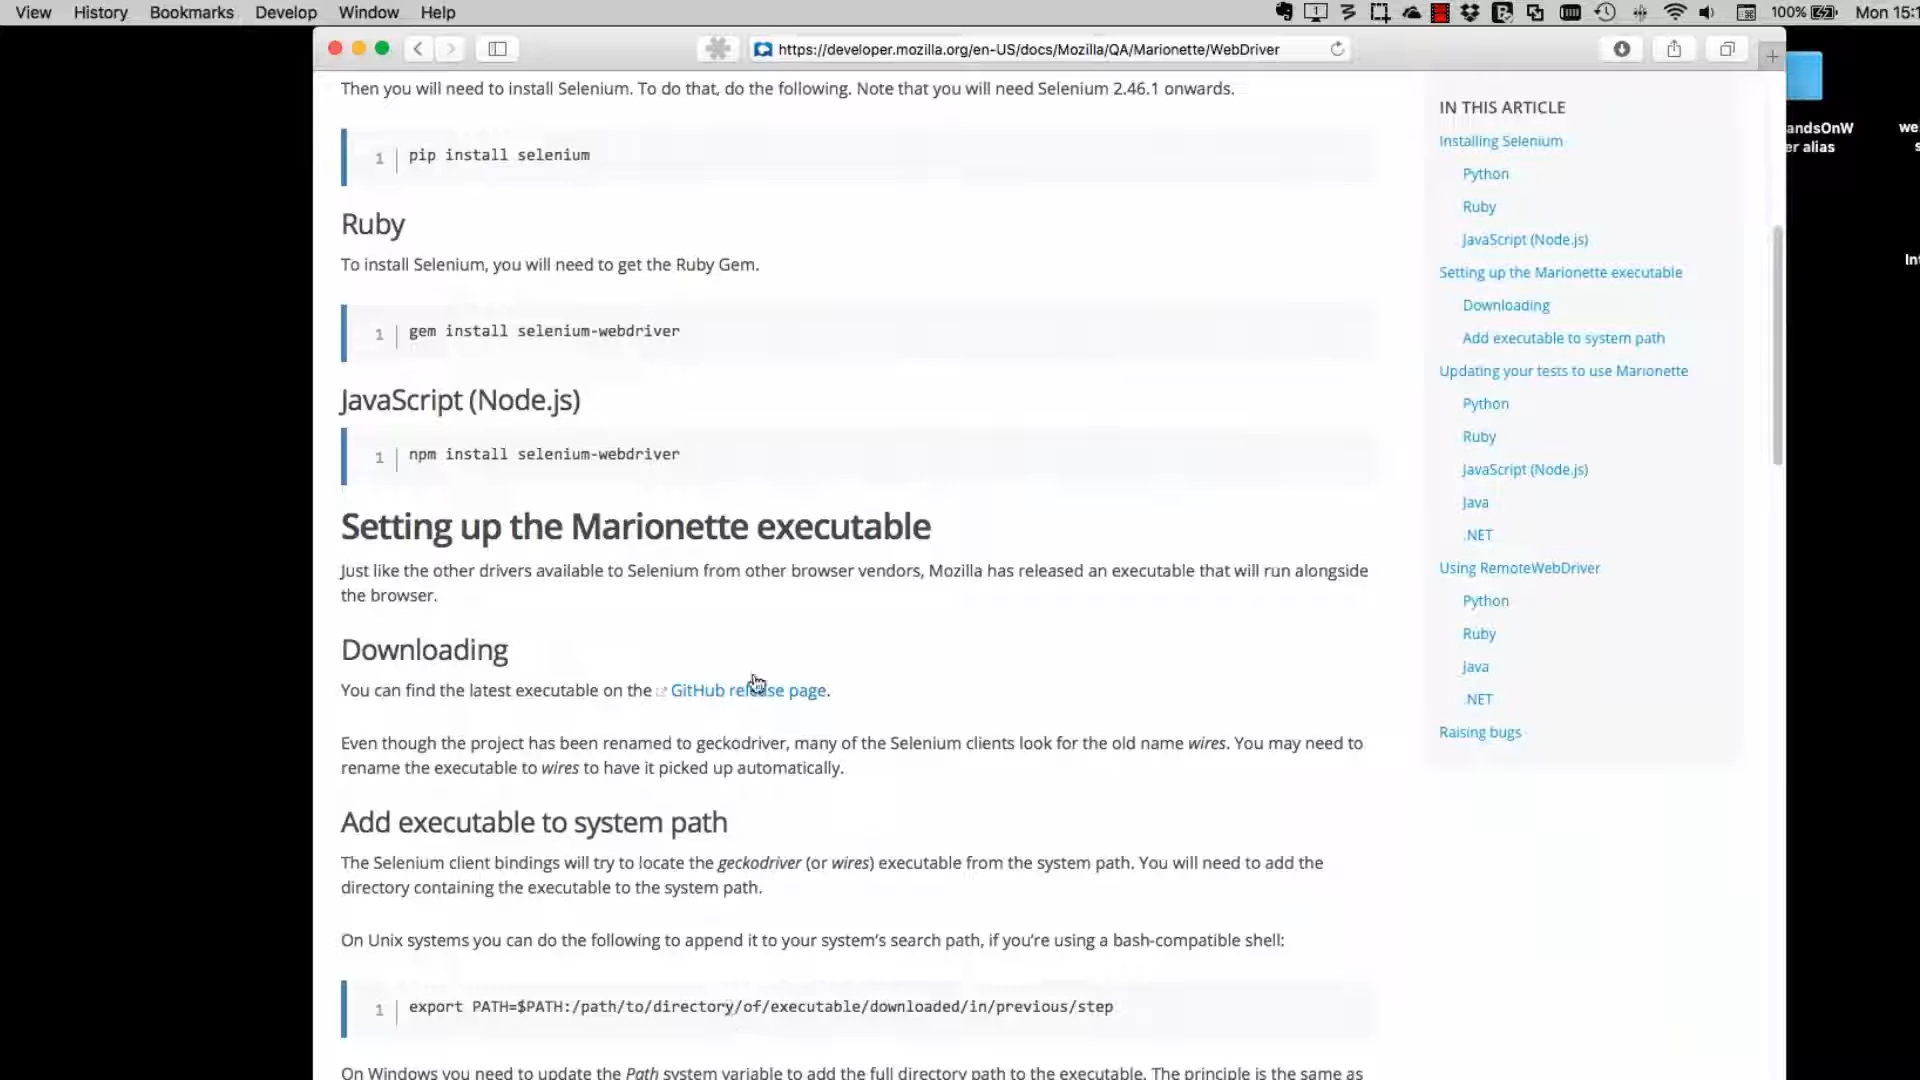 View History Bookmarks Develop Window Help
100% Mon 15:1
https://developer.mozilla.org/en-US/docs/Mozilla/QA/Marionette/WebDriver
Then you will need to install Selenium. To do that, do the following. Note that you will need Selenium 2.46.1 onwards.
1 pip install selenium
Ruby
To install Selenium, you will need to get the Ruby Gem.
1 gem install selenium-webdriver
JavaScript (Node.js)
1 npm install selenium-webdriver
Setting up the Marionette executable
Just like the other drivers available to Selenium from other browser vendors, Mozilla has released an executable that will run alongside
the browser.
Downloading
You can find the latest executable on the GitHub release page.
Even though the project has been renamed to geckodriver, many of the Selenium clients look for the old name wires. You may need to
rename the executable to wires to have it picked up automatically.
Add executable to system path
The Selenium client bindings will try to locate the geckodriver (or wires) executable from the system path. You will need to add the
directory containing the executable to the system path.
On Unix systems you can do the following to append it to your system's search path, if you're using a bash-compatible shell:
1 export PATH=$PATH:/path/to/directory/of/executable/downloaded/in/previous/step
On Windows you need to update the Path system variable to add the full directory path to the executable. The principle is the same as
IN THIS ARTICLE
Installing Selenium
Python
Ruby
JavaScript (Node.js)
Setting up the Marionette executable
Downloading
Add executable to system path
Updating your tests to use Marionette
Python
Ruby
JavaScript (Node.js)
Java
.NET
Using RemoteWebDriver
Python
Ruby
Java
.NET
Raising bugs
andsOnW
er alias
we
s
In